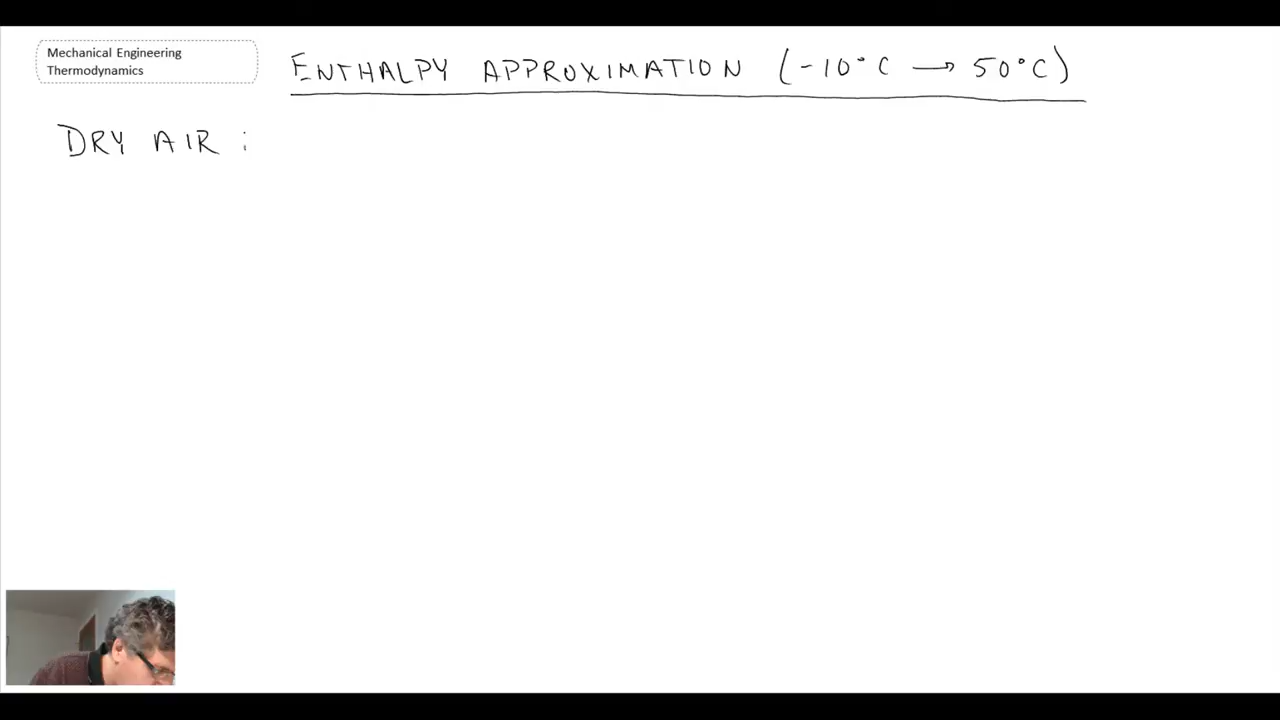 Mechanical Engineering
Thermodynamics
ENTHALPY APPROXIMATION (-10°C → 50°C)
DRY AIR :